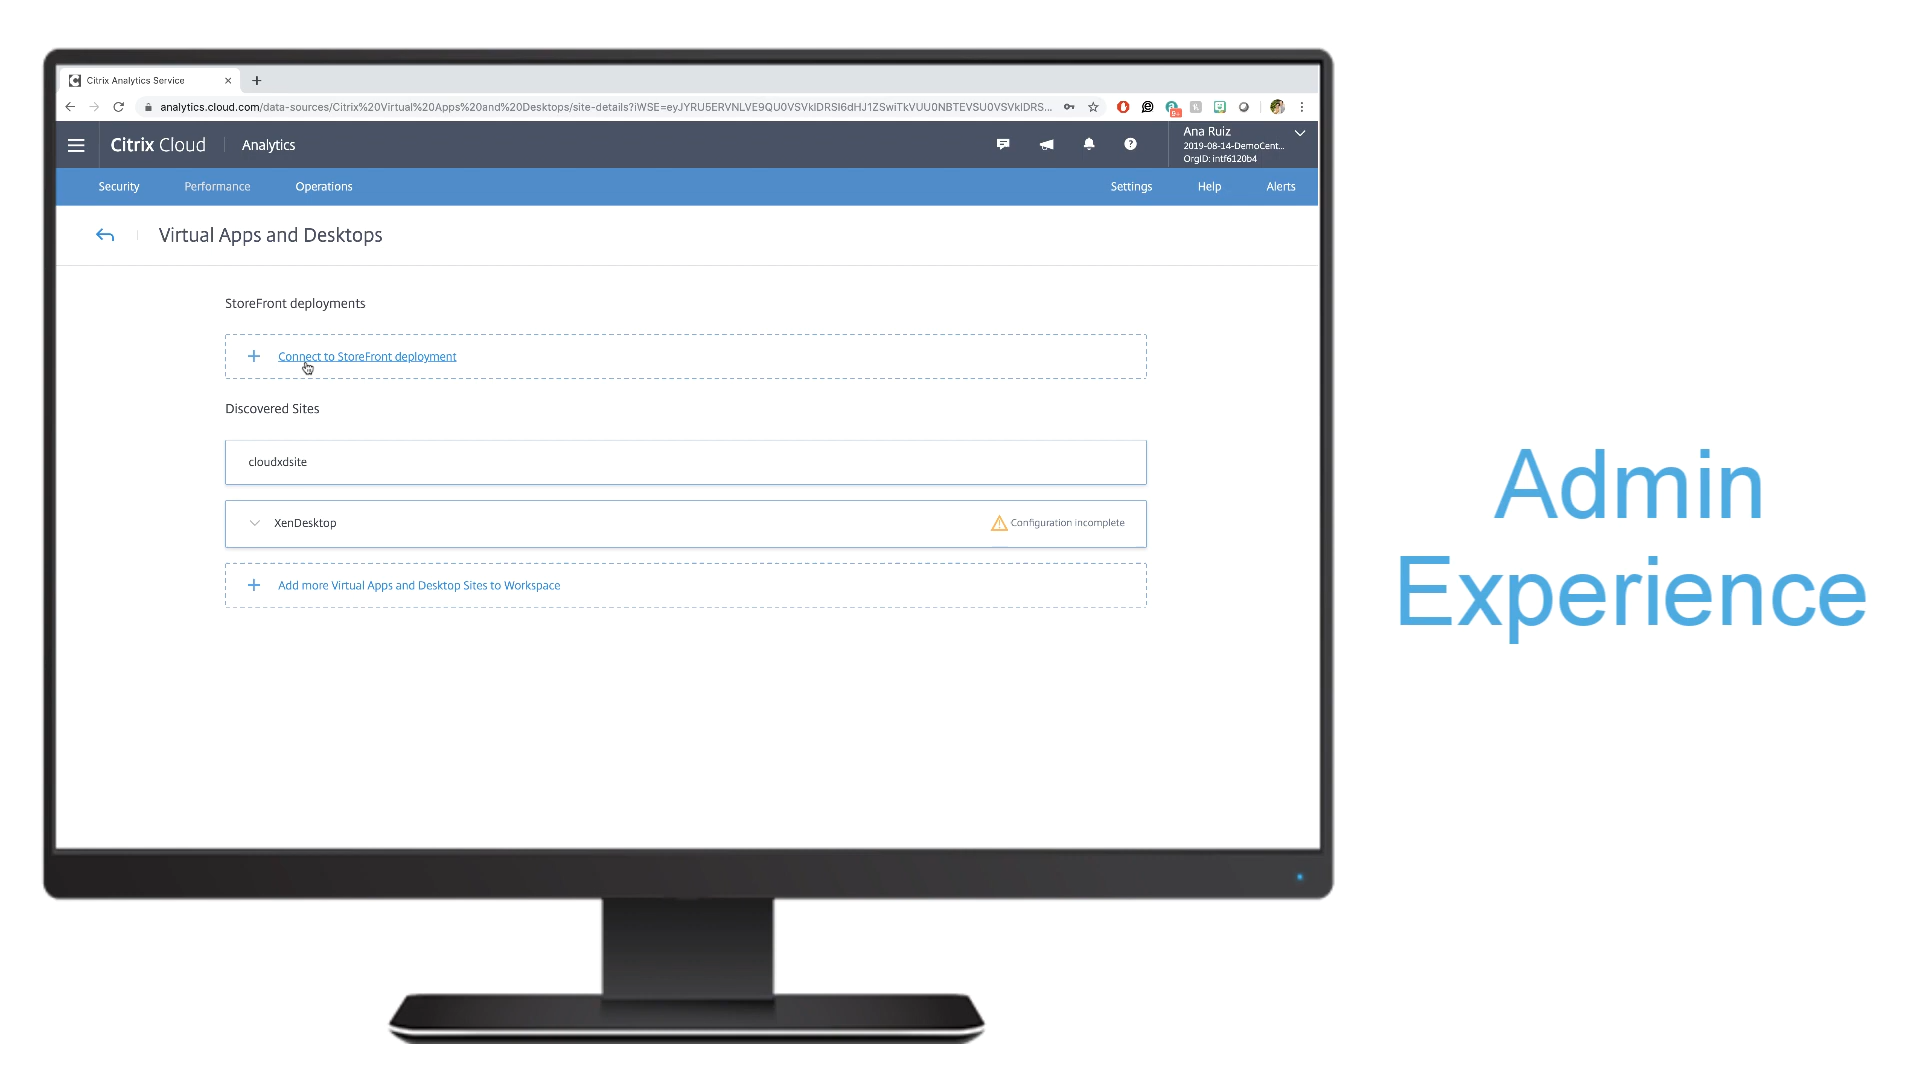 Citrix Analytics Service
analytics.cloud.com/data-sources/Citrix%20Virtual%20Apps%20and%20Desktops/site-details?iWSE=eyJYRU5ERVNLVE9QU0VSVklDRSI6dHJ1ZSwiTkVUU0NBTEVSU0VSVklDRS...
Citrix Cloud
Analytics
Ana Ruiz
2019-08-14-DemoCent...
OrgID: intf6120b4
Security
Performance
Operations
Settings
Help
Alerts
Virtual Apps and Desktops
StoreFront deployments
Connect to StoreFront deployment
Discovered Sites
cloudxdsite
XenDesktop
Configuration incomplete
Add more Virtual Apps and Desktop Sites to Workspace
Admin
Experience